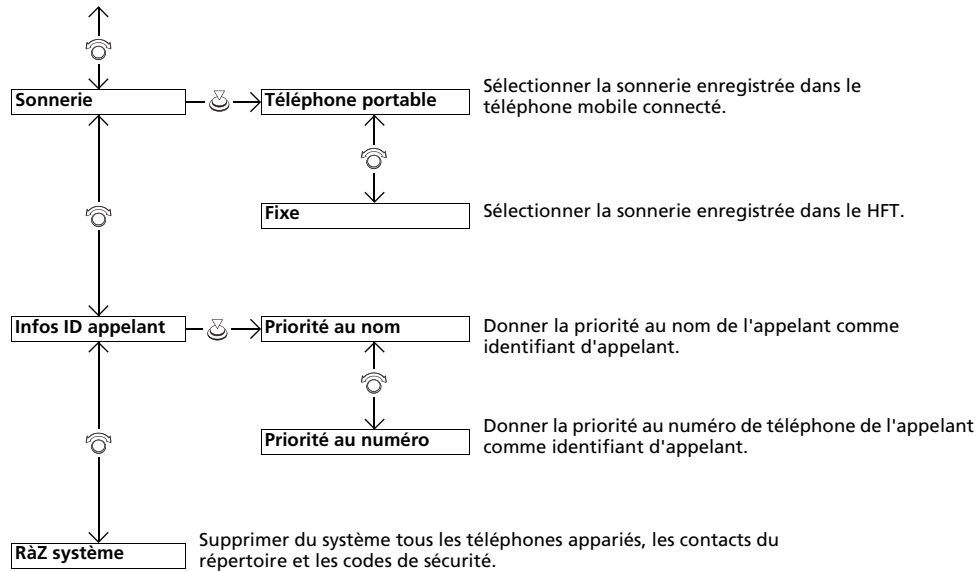 Sonnerie
Téléphone portable
Sélectionner la sonnerie enregistrée dans le
téléphone mobile connecté.
Fixe
Sélectionner la sonnerie enregistrée dans le HFT.
Infos ID appelant
Priorité au nom
Donner la priorité au nom de l'appelant comme
identifiant d'appelant.
Priorité au numéro
Donner la priorité au numéro de téléphone de l'appelant
comme identifiant d'appelant.
RàZ système
Supprimer du système tous les téléphones appariés, les contacts du
répertoire et les codes de sécurité.